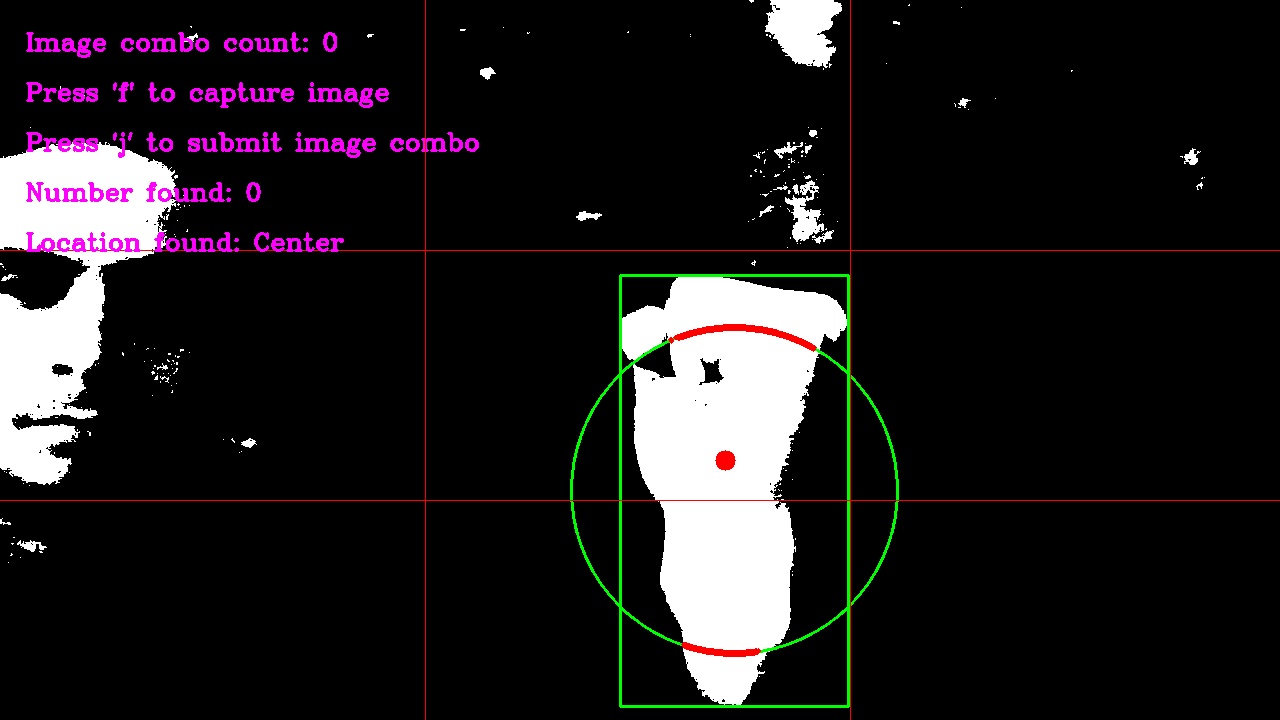 Image combo count: 0
Press 'f' to capture image
Press 'j' to submit image combo
Number found: 0
Location found: Center